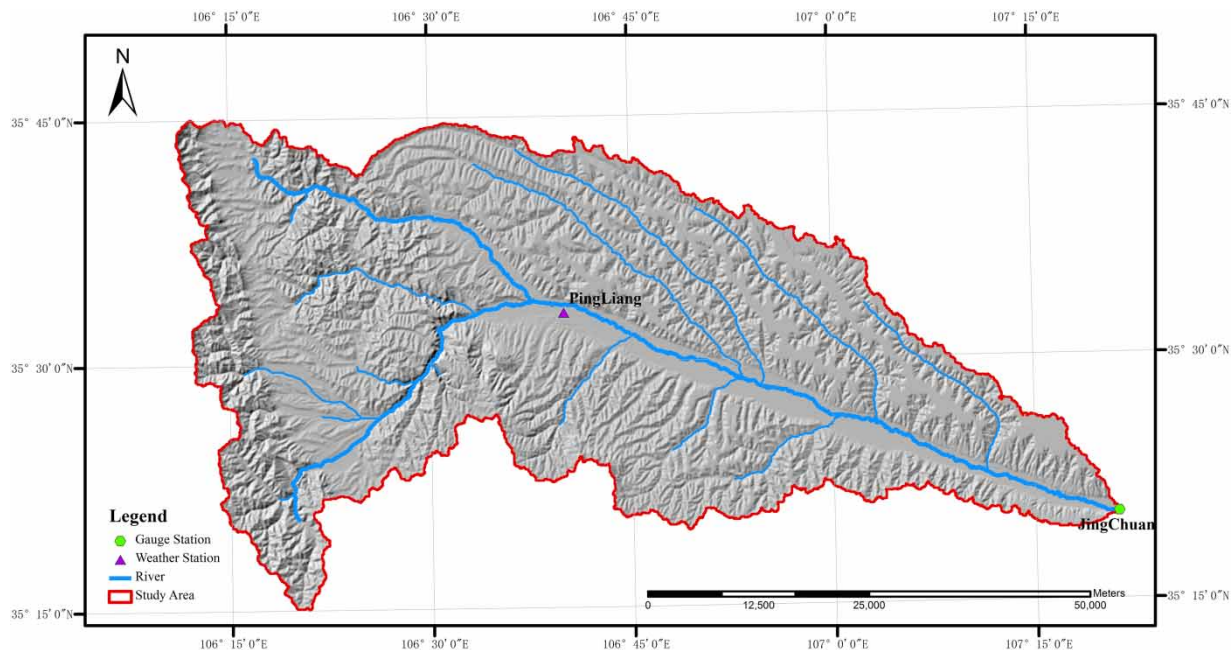 106° 15′ 0″E
106° 30′ 0″E
106° 45′ 0″E
107° 0′ 0″E
107° 15′ 0″E
N
35° 45′ 0″N
35° 45′ 0″N
PingLiang
35° 30′ 0″N
35° 30′ 0″N
JingChuan
Legend
Gauge Station
Weather Station
River
Study Area
Meters
0 12,500 25,000 50,000
35° 15′ 0″N
35° 15′ 0″N
106° 15′ 0″E
106° 30′ 0″E
106° 45′ 0″E
107° 0′ 0″E
107° 15′ 0″E